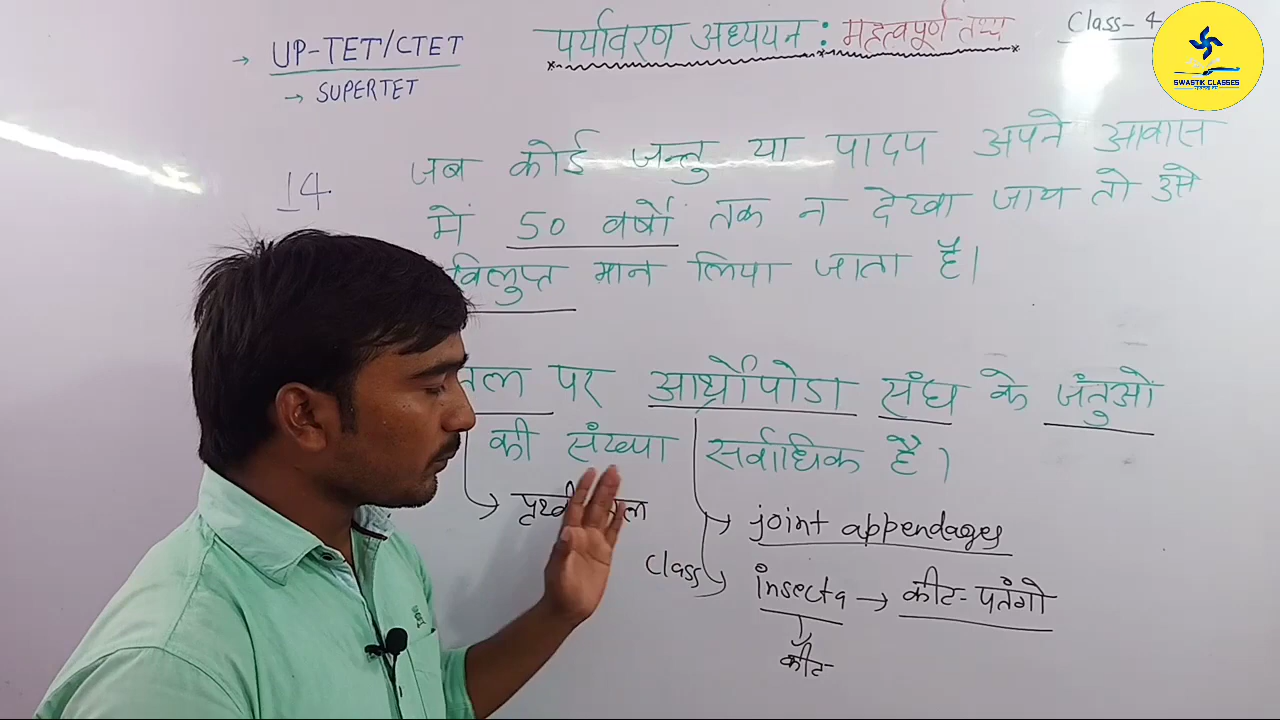 → UP-TET/CTET
→ SUPERTET
पर्यावरण अध्ययन : महत्वपूर्ण तथ्य
Class-4
SWASTIK CLASSES
14.
जब कोई जन्तु या पादप अपने आवास
में 50 वर्षों तक न देखा जाय तो उसे
विलुप्त मान लिया जाता है।
तल पर आर्थ्रोपोडा संघ के जंतुओ
की संख्या सर्वाधिक है।
→ joint appendages
class → insecta → कीट-पतंगो
कीट